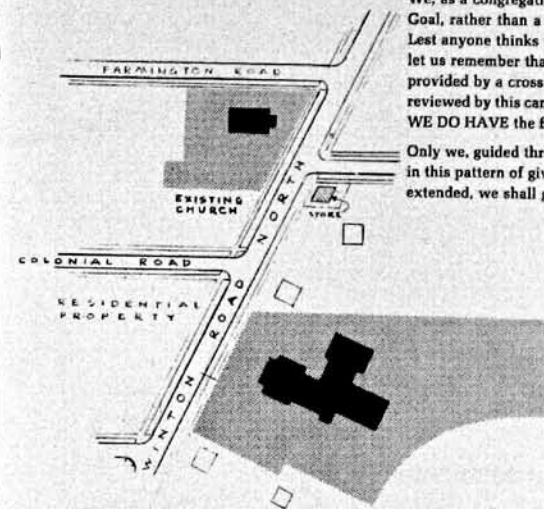 We, as a congregati
Goal, rather than a
Lest anyone thinks
let us remember tha
provided by a cross
reviewed by this car
WE DO HAVE the f
Only we, guided thr
in this pattern of giv
extended, we shall g
FARMINGTON ROAD
EXISTING
CHURCH
STORE
COLONIAL ROAD
RESIDENTIAL
PROPERTY
WINTON ROAD NORTH